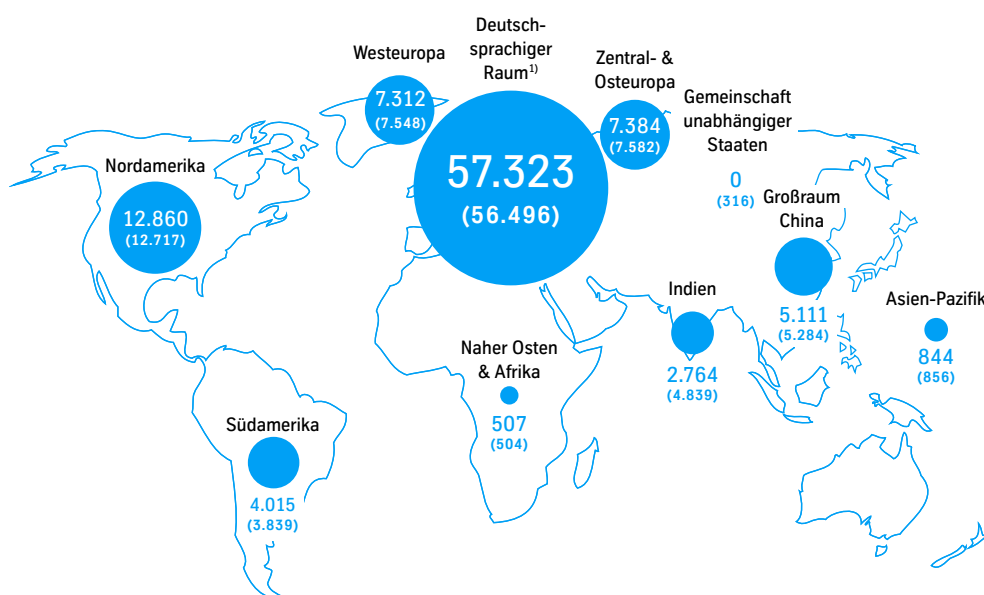 Westeuropa
7.312
(7.548)
Deutsch-
sprachiger
Raum1)
57.323
(56.496)
Zentral- &
Osteuropa
7.384
(7.582)
Gemeinschaft
unabhängiger
Staaten
0
(316)
Nordamerika
12.860
(12.717)
Großraum
China
5.111
(5.284)
Indien
2.764
(4.839)
Asien-Pazifik
844
(856)
Naher Osten
& Afrika
507
(504)
Südamerika
4.015
(3.839)